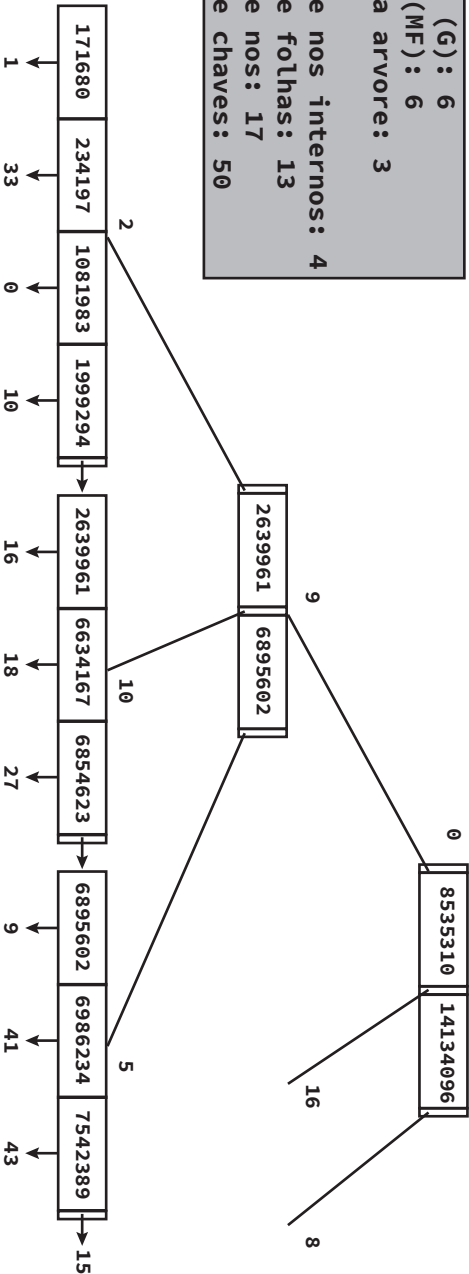 (G): 6
(MF): 6
a arvore: 3
e nos internos: 4
e folhas: 13
e nos: 17
e chaves: 50
0
8535310 14134096
9 16 8
2639961 6895602
2 10 5
171680 234197 1081983 1999294 2639961 6634167 6854623 6895602 6986234 7542389 15
1 33 0 10 16 18 27 9 41 43